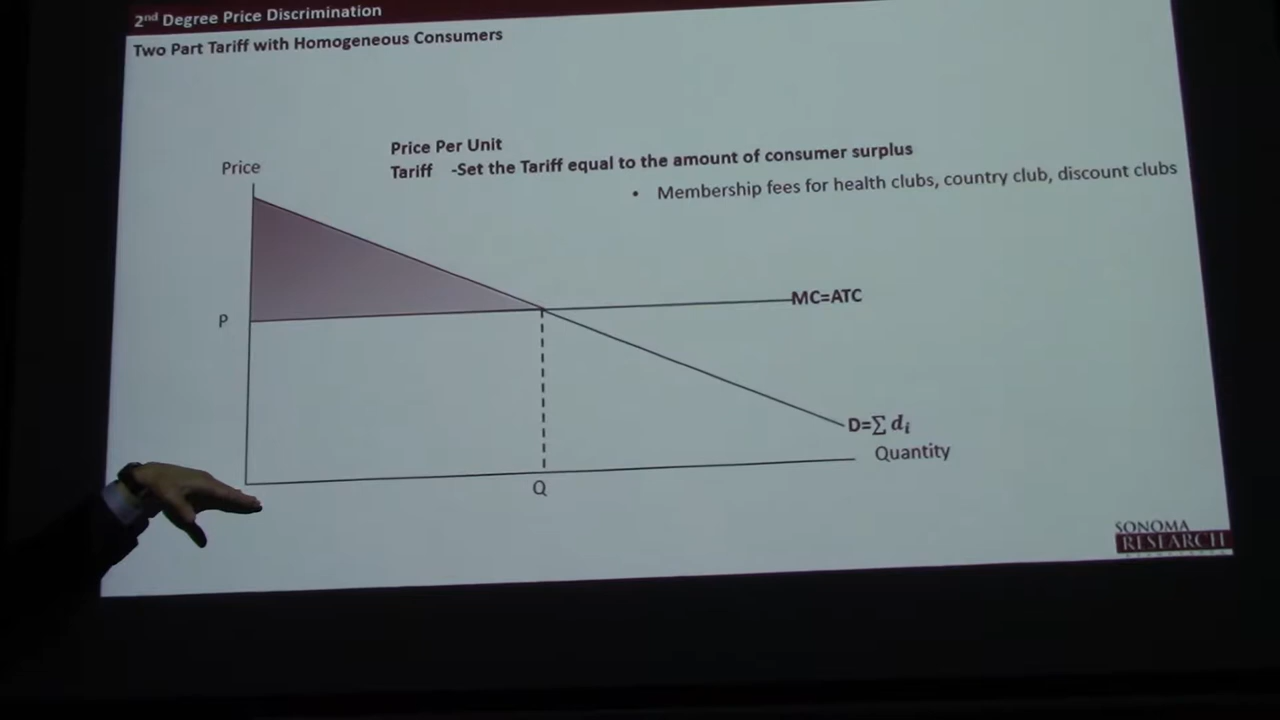 2nd Degree Price Discrimination
Two Part Tariff with Homogeneous Consumers
Price Per Unit
Tariff -Set the Tariff equal to the amount of consumer surplus
• Membership fees for health clubs, country club, discount clubs
Price
MC=ATC
P
D=∑ dᵢ
Quantity
Q
SONOMA
RESEARCH